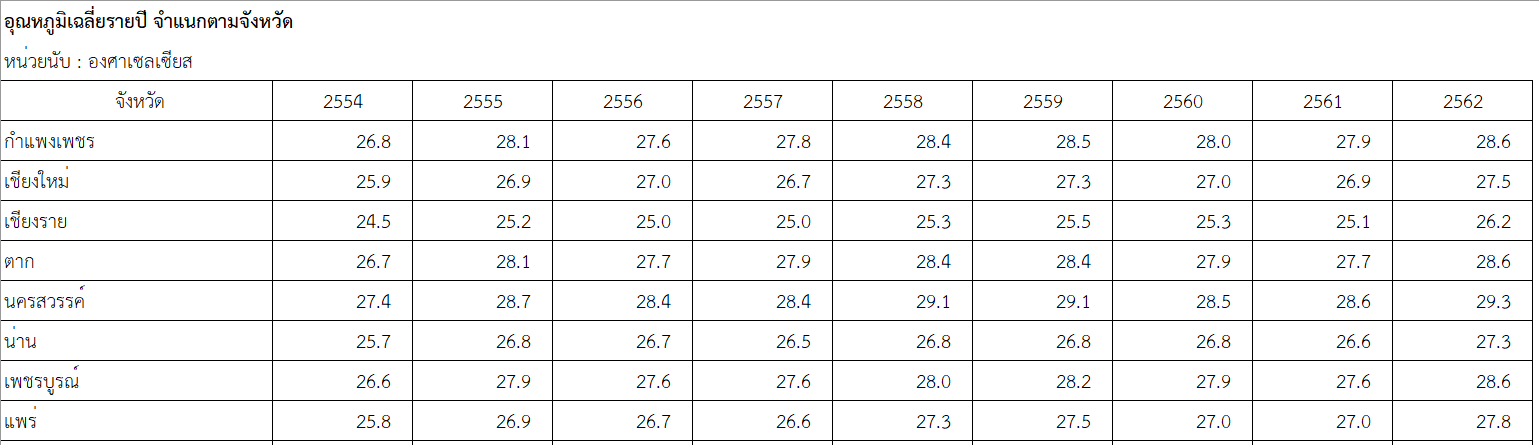 อุณหภูมิเฉลี่ยรายปี จำแนกตามจังหวัด
หน่วยนับ : องศาเซลเซียส
จังหวัด 2554 2555 2556 2557 2558 2559 2560 2561 2562
กำแพงเพชร 26.8 28.1 27.6 27.8 28.4 28.5 28.0 27.9 28.6
เชียงใหม่ 25.9 26.9 27.0 26.7 27.3 27.3 27.0 26.9 27.5
เชียงราย 24.5 25.2 25.0 25.0 25.3 25.5 25.3 25.1 26.2
ตาก 26.7 28.1 27.7 27.9 28.4 28.4 27.9 27.7 28.6
นครสวรรค์ 27.4 28.7 28.4 28.4 29.1 29.1 28.5 28.6 29.3
น่าน 25.7 26.8 26.7 26.5 26.8 26.8 26.8 26.6 27.3
เพชรบูรณ์ 26.6 27.9 27.6 27.6 28.0 28.2 27.9 27.6 28.6
แพร่ 25.8 26.9 26.7 26.6 27.3 27.5 27.0 27.0 27.8